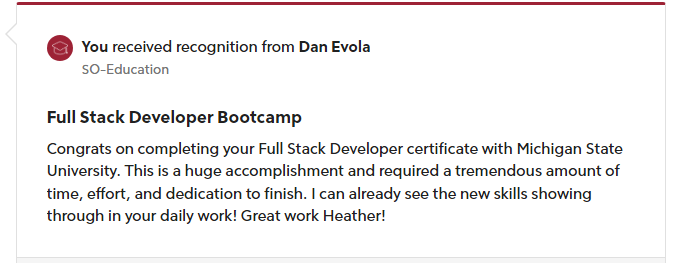 You received recognition from Dan Evola
SO-Education
Full Stack Developer Bootcamp
Congrats on completing your Full Stack Developer certificate with Michigan State
University. This is a huge accomplishment and required a tremendous amount of
time, effort, and dedication to finish. I can already see the new skills showing
through in your daily work! Great work Heather!